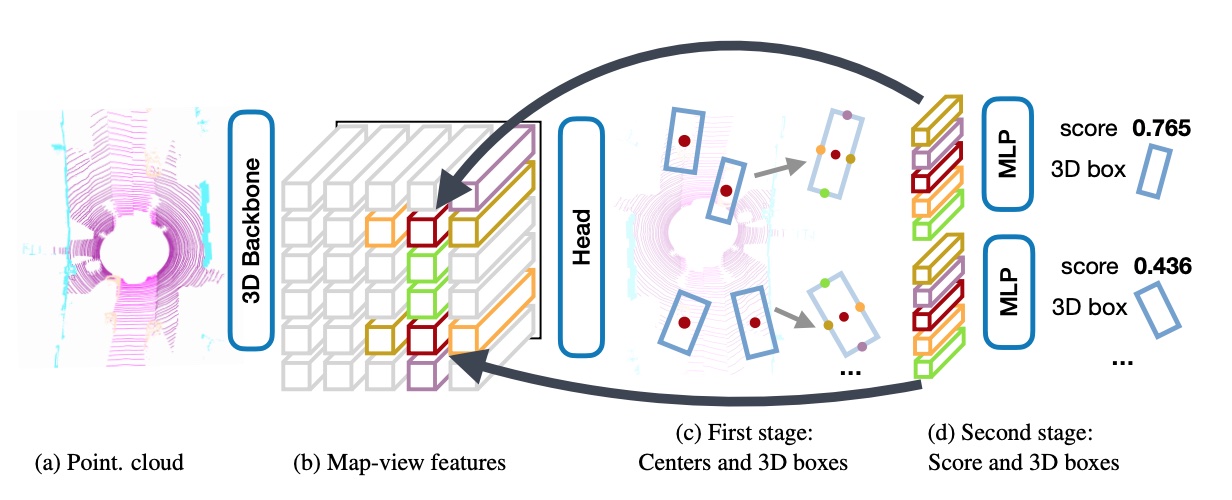 3D Backbone
Head
MLP
score 0.765
3D box
MLP
score 0.436
3D box
...
...
(a) Point. cloud
(b) Map-view features
(c) First stage:
Centers and 3D boxes
(d) Second stage:
Score and 3D boxes